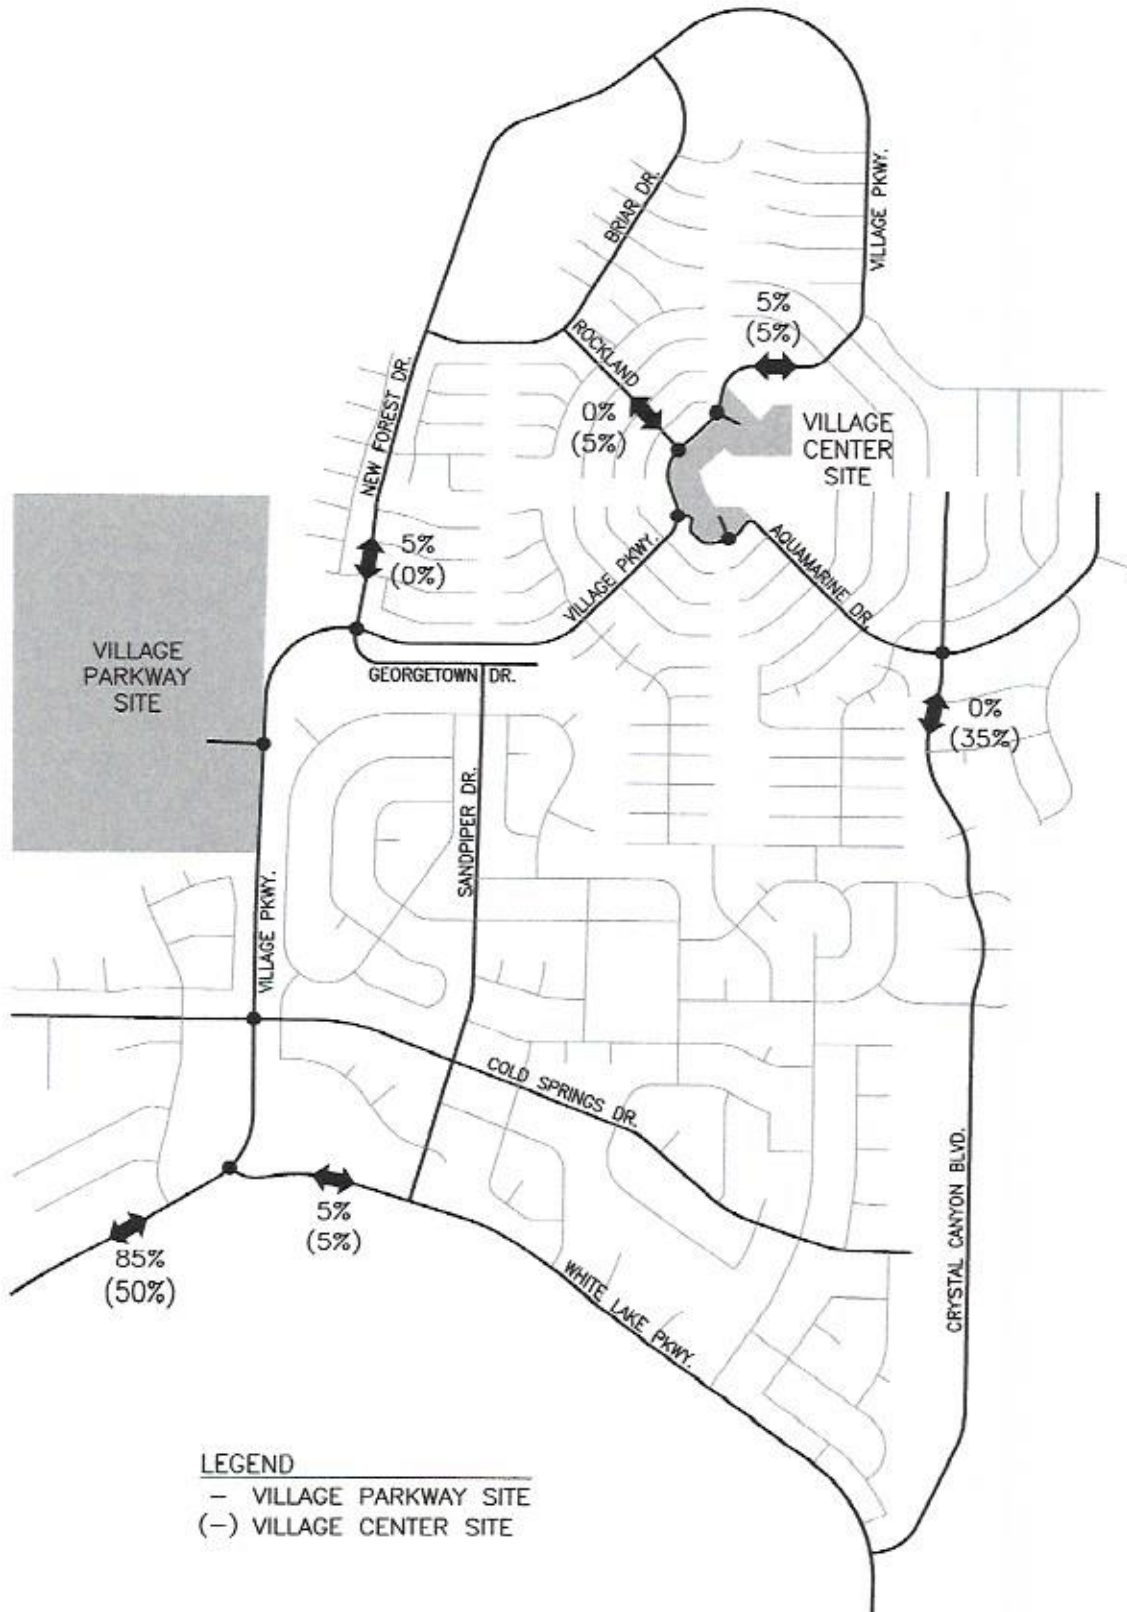 VILLAGE PKWY.
BRIAR DR.
5%
(5%)
ROCKLAND
NEW FOREST DR.
0%
(5%)
VILLAGE
CENTER
SITE
5%
(0%)
VILLAGE PKWY.
AQUAMARINE DR.
VILLAGE
PARKWAY
SITE
GEORGETOWN DR.
0%
(35%)
SANDPIPER DR.
VILLAGE PKWY.
COLD SPRINGS DR.
CRYSTAL CANYON BLVD.
5%
(5%)
85%
(50%)
WHITE LAKE PKWY.
LEGEND
– VILLAGE PARKWAY SITE
(–) VILLAGE CENTER SITE